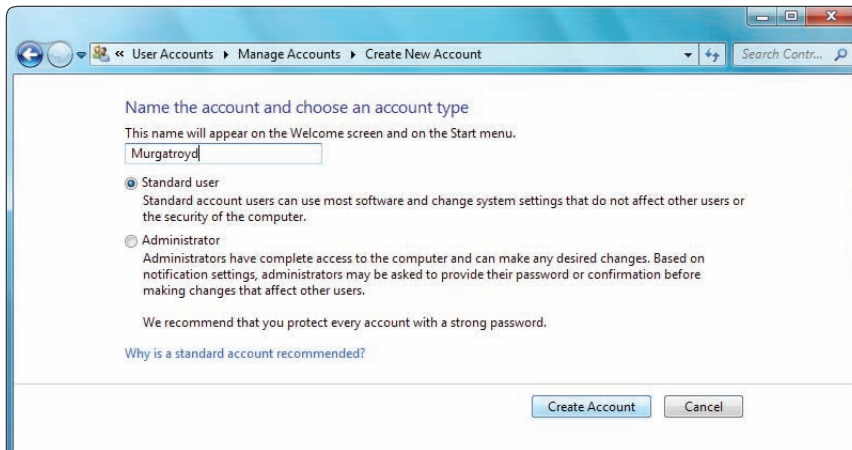 « User Accounts ▸ Manage Accounts ▸ Create New Account
Search Contr...
Name the account and choose an account type
This name will appear on the Welcome screen and on the Start menu.
Murgatroyd
Standard user
Standard account users can use most software and change system settings that do not affect other users or
the security of the computer.
Administrator
Administrators have complete access to the computer and can make any desired changes. Based on
notification settings, administrators may be asked to provide their password or confirmation before
making changes that affect other users.
We recommend that you protect every account with a strong password.
Why is a standard account recommended?
Create Account
Cancel